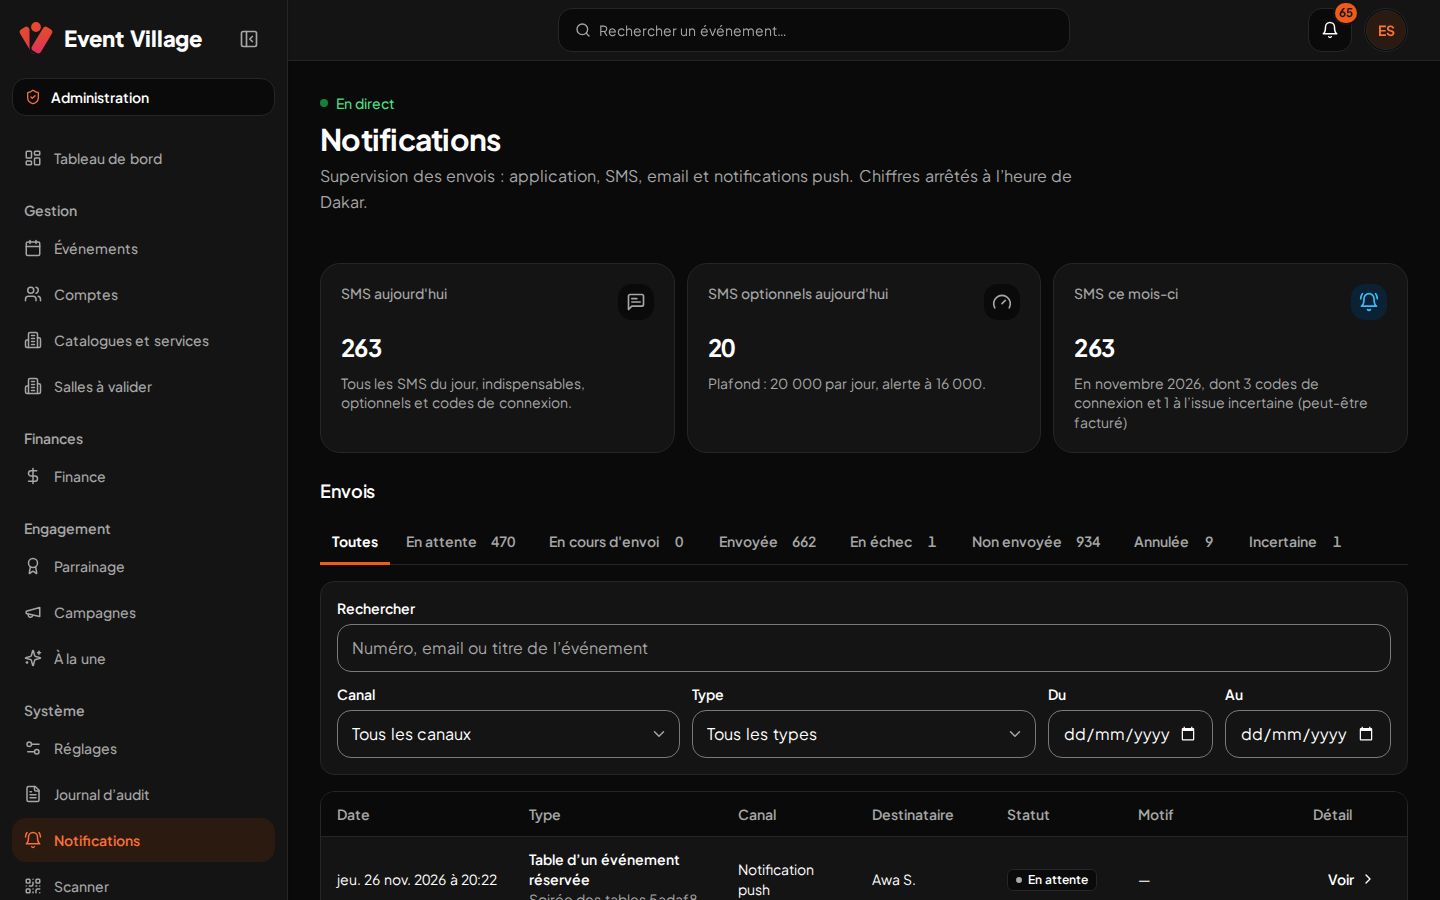 Event Village
Rechercher un événement...
65
ES
Administration
Tableau de bord
Gestion
Événements
Comptes
Catalogues et services
Salles à valider
Finances
Finance
Engagement
Parrainage
Campagnes
À la une
Système
Réglages
Journal d'audit
Notifications
Scanner
En direct
Notifications
Supervision des envois : application, SMS, email et notifications push. Chiffres arrêtés à l'heure de
Dakar.
SMS aujourd'hui
263
Tous les SMS du jour, indispensables,
optionnels et codes de connexion.
SMS optionnels aujourd'hui
20
Plafond : 20 000 par jour, alerte à 16 000.
SMS ce mois-ci
263
En novembre 2026, dont 3 codes de
connexion et 1 à l'issue incertaine (peut-être
facturé)
Envois
Toutes En attente 470 En cours d'envoi 0 Envoyée 662 En échec 1 Non envoyée 934 Annulée 9 Incertaine 1
Rechercher
Numéro, email ou titre de l'événement
Canal Type Du Au
Tous les canaux Tous les types dd/mm/yyyy dd/mm/yyyy
Date Type Canal Destinataire Statut Motif Détail
Table d'un événement
réservée
jeu. 26 nov. 2026 à 20:22
Notification
push
Awa S. En attente — Voir
Soirée des tables 5adaf8